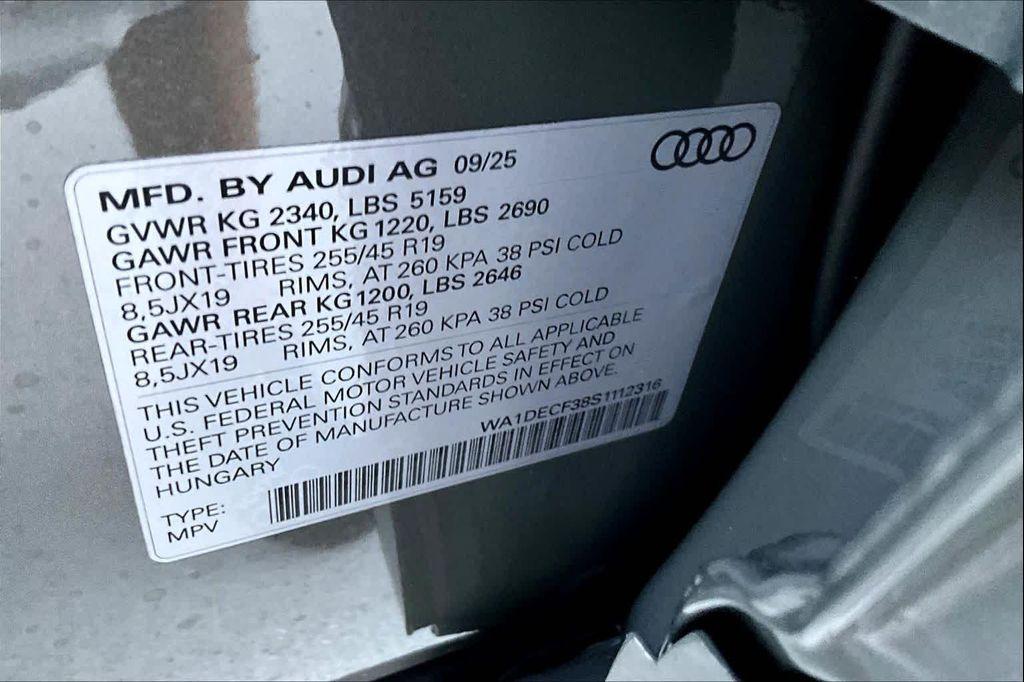 MFD. BY AUDI AG 09/25
GVWR KG 2340, LBS 5159
GAWR FRONT KG 1220, LBS 2690
FRONT-TIRES 255/45 R19
8,5JX19 RIMS, AT 260 KPA 38 PSI COLD
GAWR REAR KG 1200, LBS 2646
REAR-TIRES 255/45 R19
8,5JX19 RIMS, AT 260 KPA 38 PSI COLD
THIS VEHICLE CONFORMS TO ALL APPLICABLE
U.S. FEDERAL MOTOR VEHICLE SAFETY AND
THEFT PREVENTION STANDARDS IN EFFECT ON
THE DATE OF MANUFACTURE SHOWN ABOVE.
HUNGARY
WA1DECF38S1112316
TYPE:
MPV